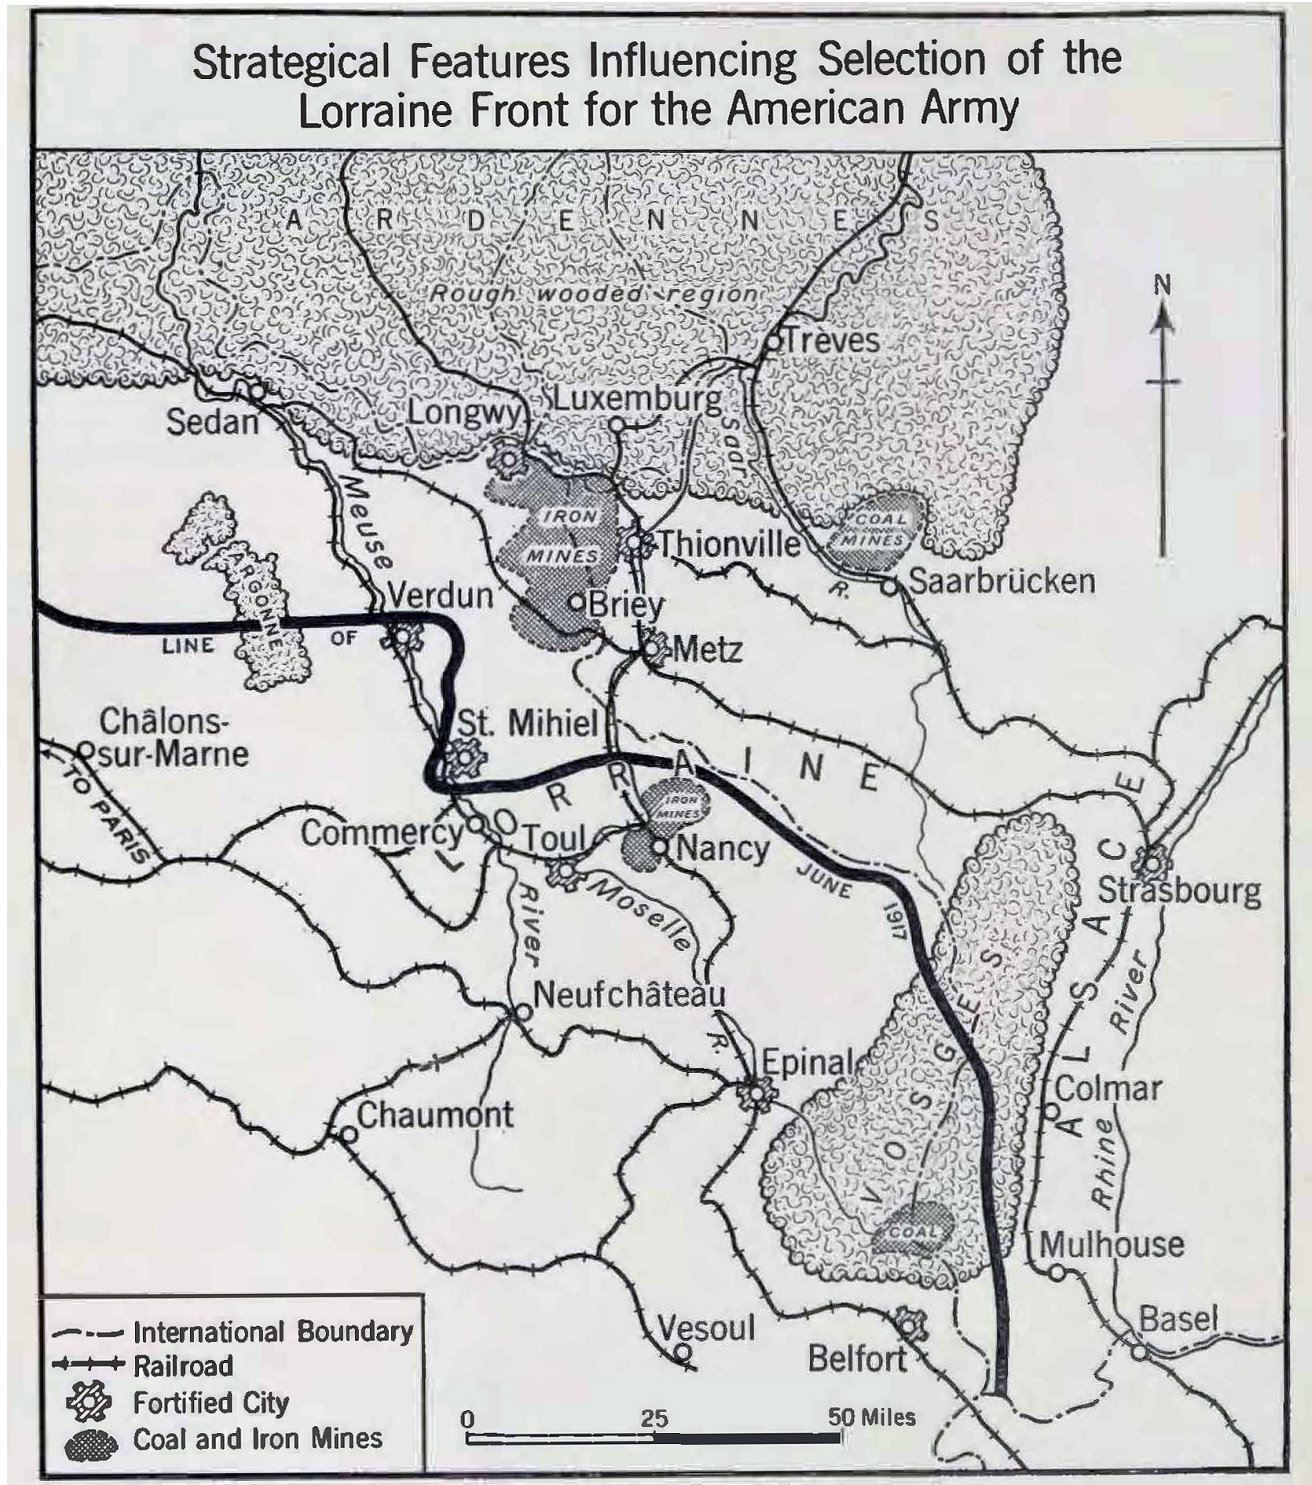 Strategical Features Influencing Selection of the
Lorraine Front for the American Army
ARDENNES
Rough wooded region
N
Trèves
Sedan
Longwy
Luxemburg
Saar
Meuse
IRON
MINES
COAL
MINES
Thionville
R.
Saarbrücken
ARGONNE
Verdun
Briey
LINE
OF
Metz
Châlons-
sur-Marne
St. Mihiel
TO PARIS
LORRAINE
IRON
MINES
Commercy
Toul
Nancy
JUNE
1917
ALSACE
Strasbourg
River
Moselle
Neufchâteau
R.
VOSGES
Rhine River
Epinal
Colmar
Chaumont
COAL
Mulhouse
Vesoul
Belfort
Basel
International Boundary
Railroad
Fortified City
Coal and Iron Mines
0 25 50 Miles